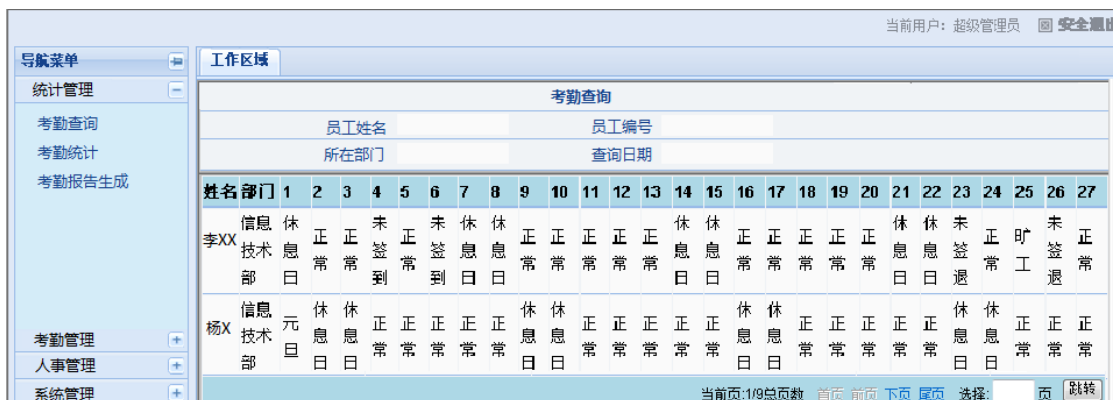 当前用户：超级管理员 安全退出
导航菜单
工作区域
统计管理
考勤查询
考勤统计
考勤报告生成
考勤管理
人事管理
系统管理
考勤查询
员工姓名 员工编号
所在部门 查询日期
姓名 部门 1 2 3 4 5 6 7 8 9 10 11 12 13 14 15 16 17 18 19 20 21 22 23 24 25 26 27
李XX 信息技术部 休息日 正常 正常 未签到 正常 未签到 休息日 休息日 正常 正常 正常 正常 正常 休息日 休息日 正常 正常 正常 正常 正常 休息日 休息日 未签退 正常 旷工 未签退 正常
杨X 信息技术部 元旦 休息日 休息日 正常 正常 正常 正常 正常 休息日 休息日 正常 正常 正常 正常 正常 休息日 休息日 正常 正常 正常 正常 正常 休息日 休息日 正常 正常 正常
当前页:1/9总页数 首页 前页 下页 尾页 选择: 页 跳转